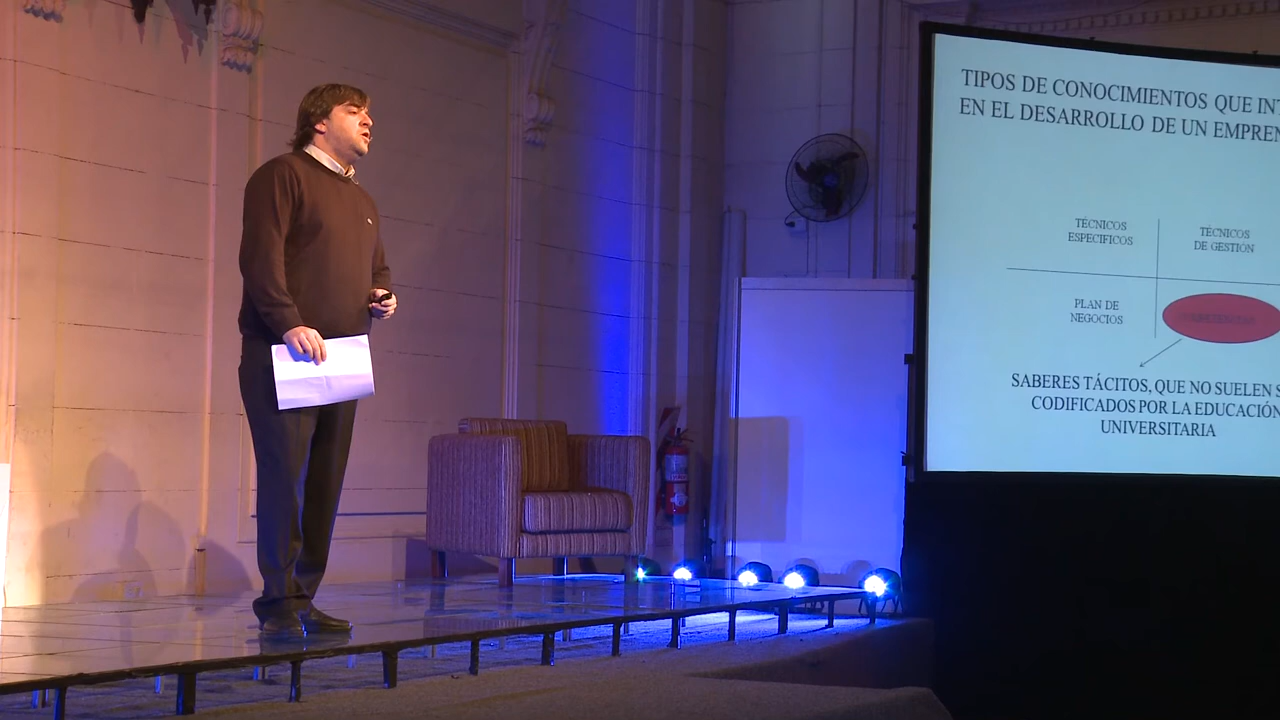 TIPOS DE CONOCIMIENTOS QUE INT
EN EL DESARROLLO DE UN EMPREN
TÉCNICOS
ESPECIFICOS
TÉCNICOS
DE GESTIÓN
PLAN DE
NEGOCIOS
SABERES TÁCITOS, QUE NO SUELEN S
CODIFICADOS POR LA EDUCACIÓN
UNIVERSITARIA